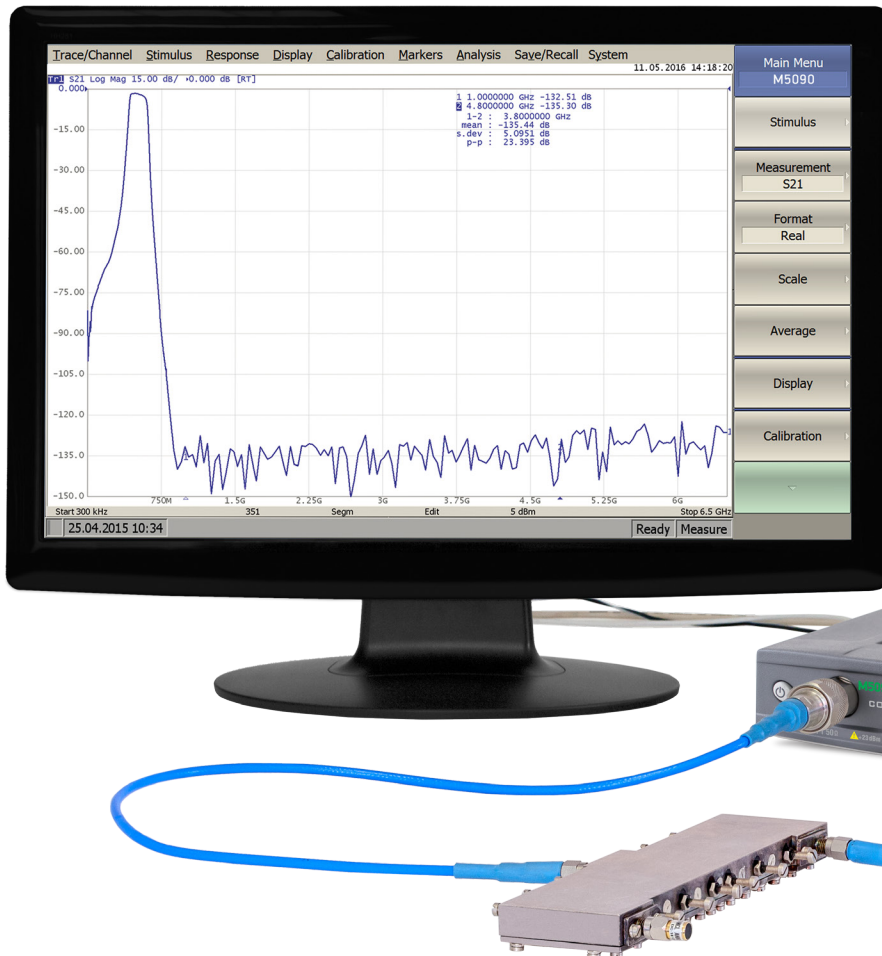 Trace/Channel Stimulus Response Display Calibration Markers Analysis Save/Recall System
11.05.2016 14:18:20
Main Menu
M5090
Tr1 S21 Log Mag 15.00 dB/ ▸0.000 dB [RT]
0.000
1 1.0000000 GHz -132.51 dB
2 4.8000000 GHz -135.30 dB
1-2 : 3.8000000 GHz
mean : -135.44 dB
s.dev : 5.0951 dB
p-p : 23.395 dB
-15.00
-30.00
-45.00
-60.00
-75.00
-90.00
-105.0
-120.0
-135.0
-150.0
1
1
2
750M 1.5G 2.25G 3G 3.75G 4.5G 5.25G 6G
Start 300 kHz 351 Segm Edit 5 dBm Stop 6.5 GHz
25.04.2015 10:34 Ready Measure
Stimulus
Measurement
S21
Format
Real
Scale
Average
Display
Calibration